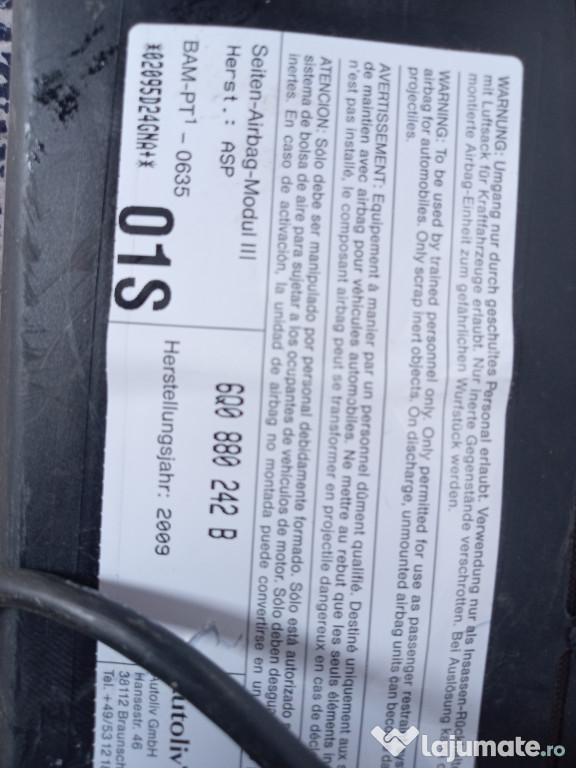 WARNUNG: Umgang nur durch geschultes Personal erlaubt. Verwendung nur als Insassen-Rück
mit Luftsack für Kraftfahrzeuge erlaubt. Nur inerte Gegenstände verschrotten. Bei Auslösung k
montierte Airbag-Einheit zum gefährlichen Wurfstück werden.
WARNING: To be used by trained personnel only. Only permitted for use as passenger restrai
airbag for automobiles. Only scrap inert objects. On discharge, unmounted airbag units can beco
projectiles.
AVERTISSEMENT: Equipement à manier par un personnel dûment qualifié. Destiné uniquement aux s
de maintien avec airbag pour véhicules automobiles. Ne mettre au rebut que les seuls éléments in
n'est pas installé, le composant airbag peut se transformer en projectile dangereux en cas de décl
ATENCION: Sólo debe ser manipulado por personal debidamente formado. Sólo está autorizado
sistema de bolsa de aire para sujetar a los ocupantes de vehículos de motor. Sólo deben desgua
inertes. En caso de activación, la unidad de airbag no montada puede convertirse en un
Seiten-Airbag-Modul III
6Q0 880 242 B
Herst.: ASP
BAM-PT1-0635
Herstellungsjahr: 2009
*02095D24GNA+*
01S
Autoliv
Autoliv GmbH
Hansestr. 46
38112 Braunsch
Tel. +49/53121
Lajumate.ro